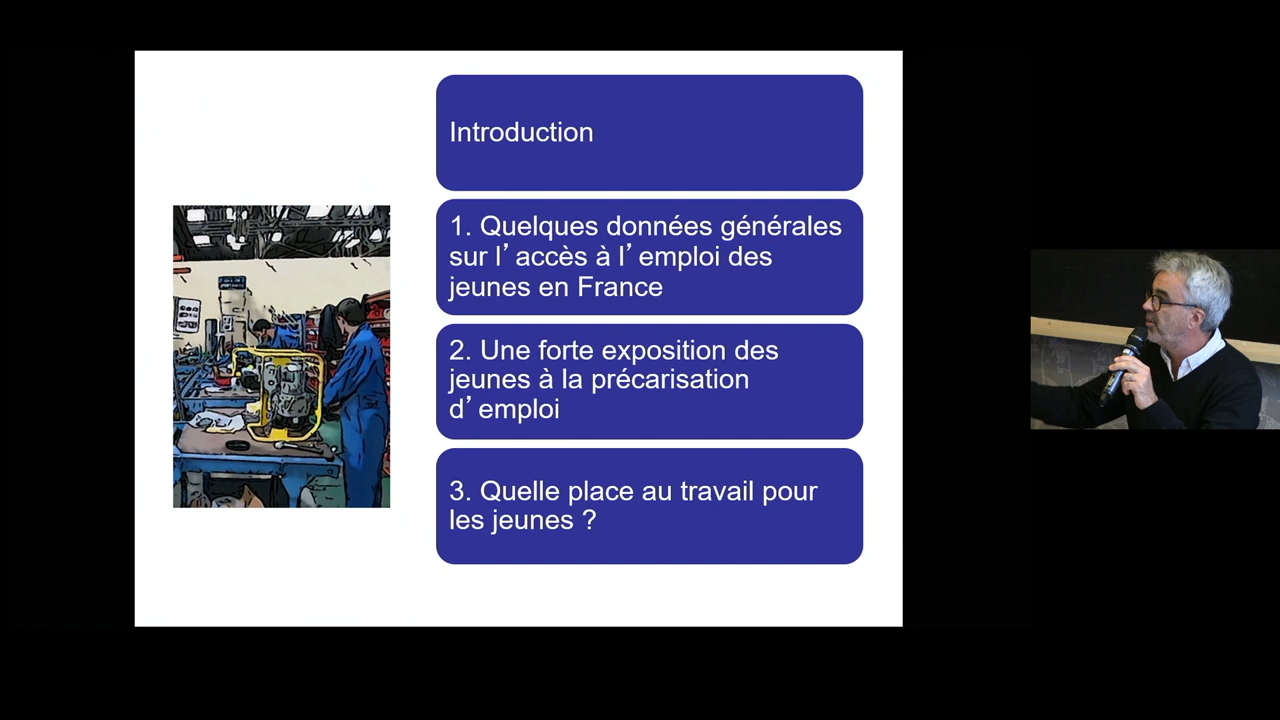 Introduction
1. Quelques données générales
sur l’ accès à l’ emploi des
jeunes en France
2. Une forte exposition des
jeunes à la précarisation
d’ emploi
3. Quelle place au travail pour
les jeunes ?